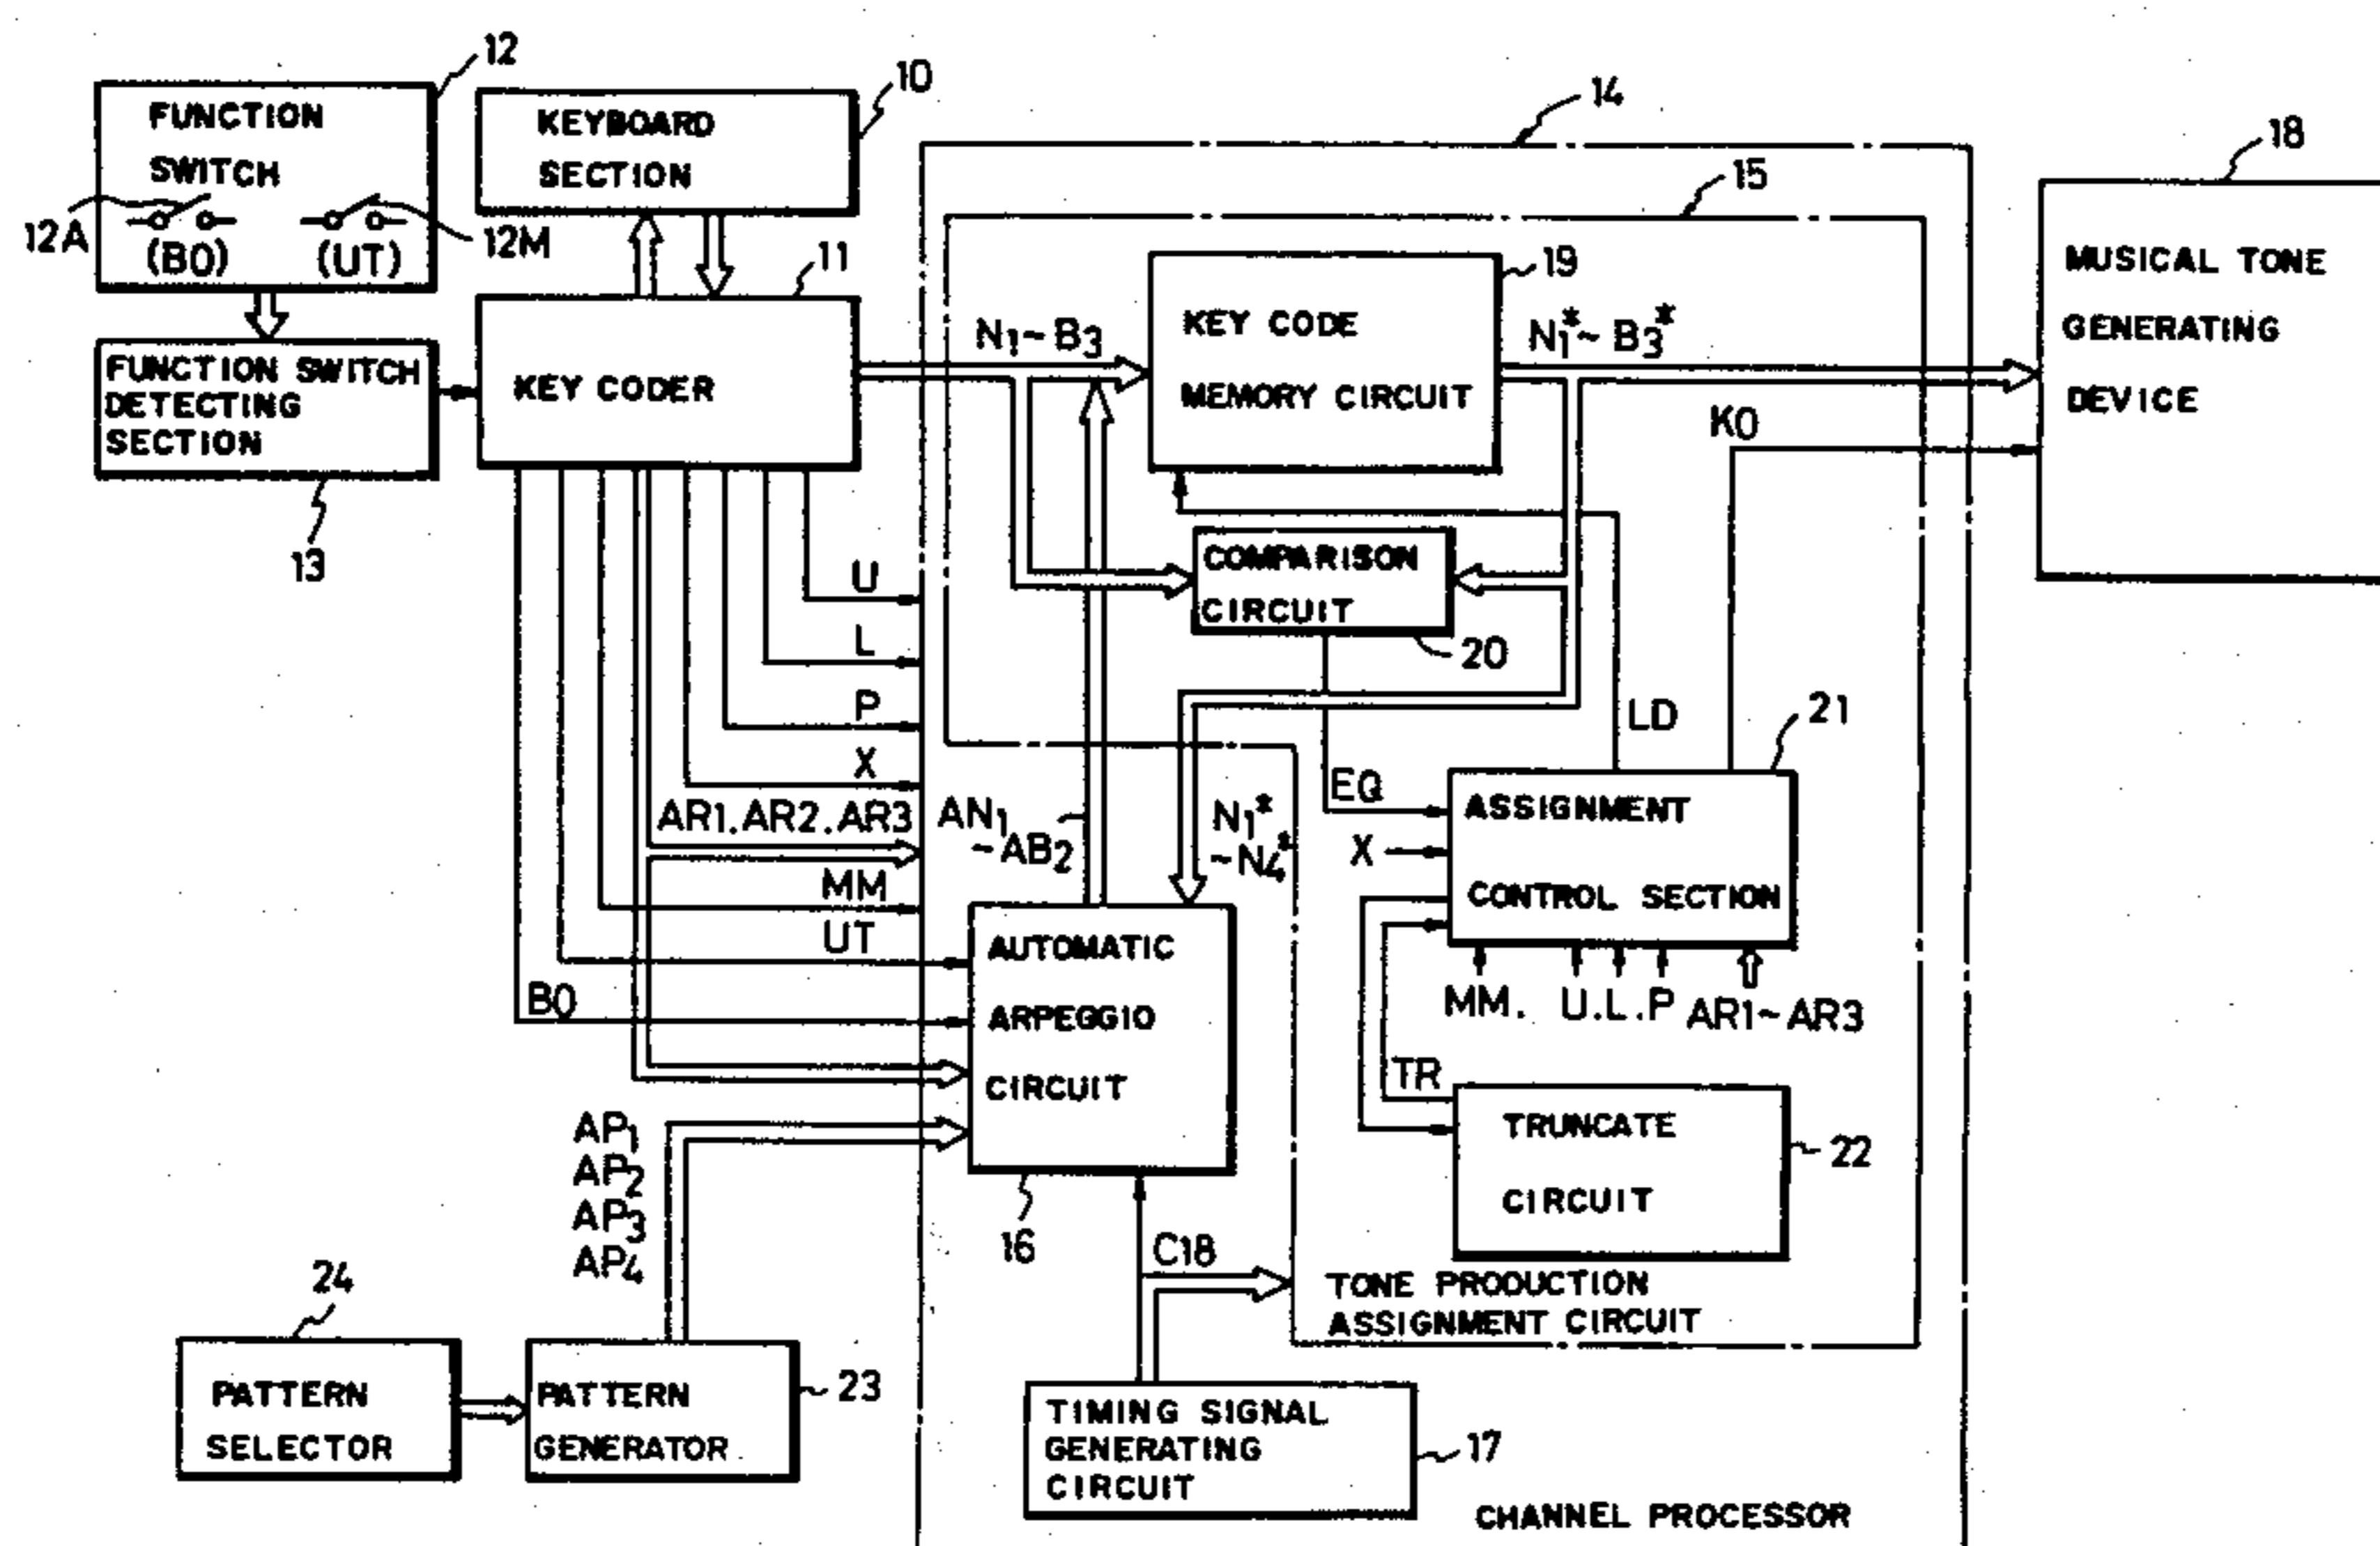 12
FUNCTION
SWITCH
12A
(BO)
(UT)
12M
10
KEYBOARD
SECTION
14
15
18
MUSICAL TONE
GENERATING
DEVICE
FUNCTION SWITCH
DETECTING
SECTION
13
11
KEY CODER
N1~B3
19
KEY CODE
MEMORY CIRCUIT
N1*~B3*
KO
COMPARISON
CIRCUIT
20
U
L
P
X
AR1.AR2.AR3
MM
UT
BO
AN1
~AB2
N1*
~N4*
EQ
LD
21
ASSIGNMENT
CONTROL SECTION
X
MM. U.L.P AR1~AR3
TR
TRUNCATE
CIRCUIT
22
AUTOMATIC
ARPEGGIO
CIRCUIT
16
AP1
AP2
AP3
AP4
C18
TONE PRODUCTION
ASSIGNMENT CIRCUIT
24
PATTERN
SELECTOR
PATTERN
GENERATOR
23
TIMING SIGNAL
GENERATING
CIRCUIT
17
CHANNEL PROCESSOR